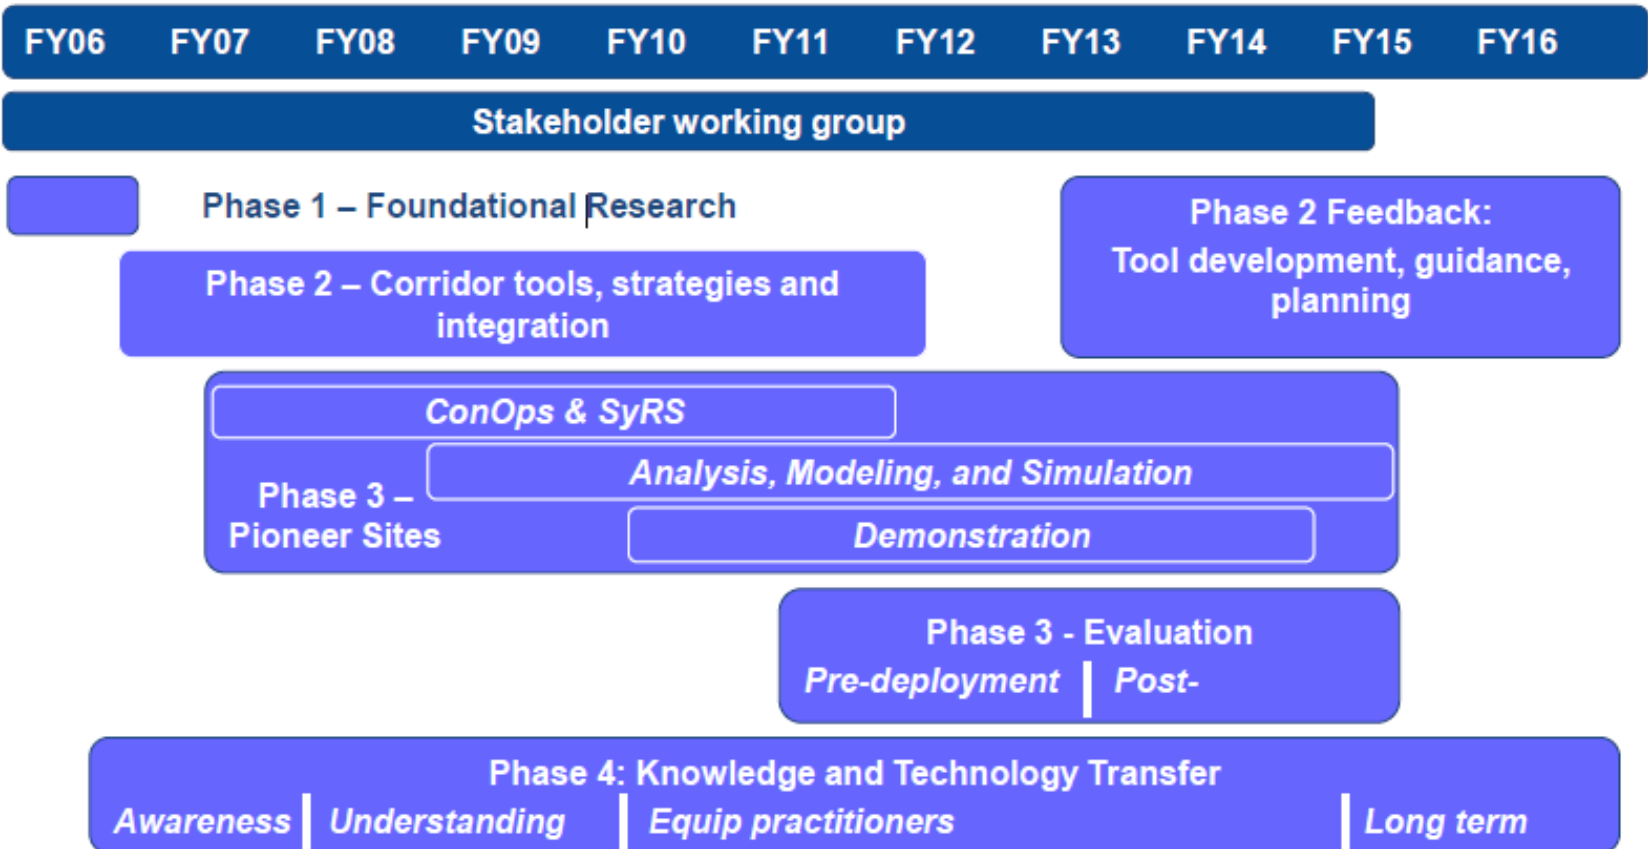 FY06 FY07 FY08 FY09 FY10 FY11 FY12 FY13 FY14 FY15 FY16
Stakeholder working group
Phase 1 – Foundational Research
Phase 2 Feedback:
Tool development, guidance,
planning
Phase 2 – Corridor tools, strategies and
integration
ConOps & SyRS
Analysis, Modeling, and Simulation
Phase 3 –
Pioneer Sites
Demonstration
Phase 3 - Evaluation
Pre-deployment Post-
Phase 4: Knowledge and Technology Transfer
Awareness Understanding Equip practitioners Long term